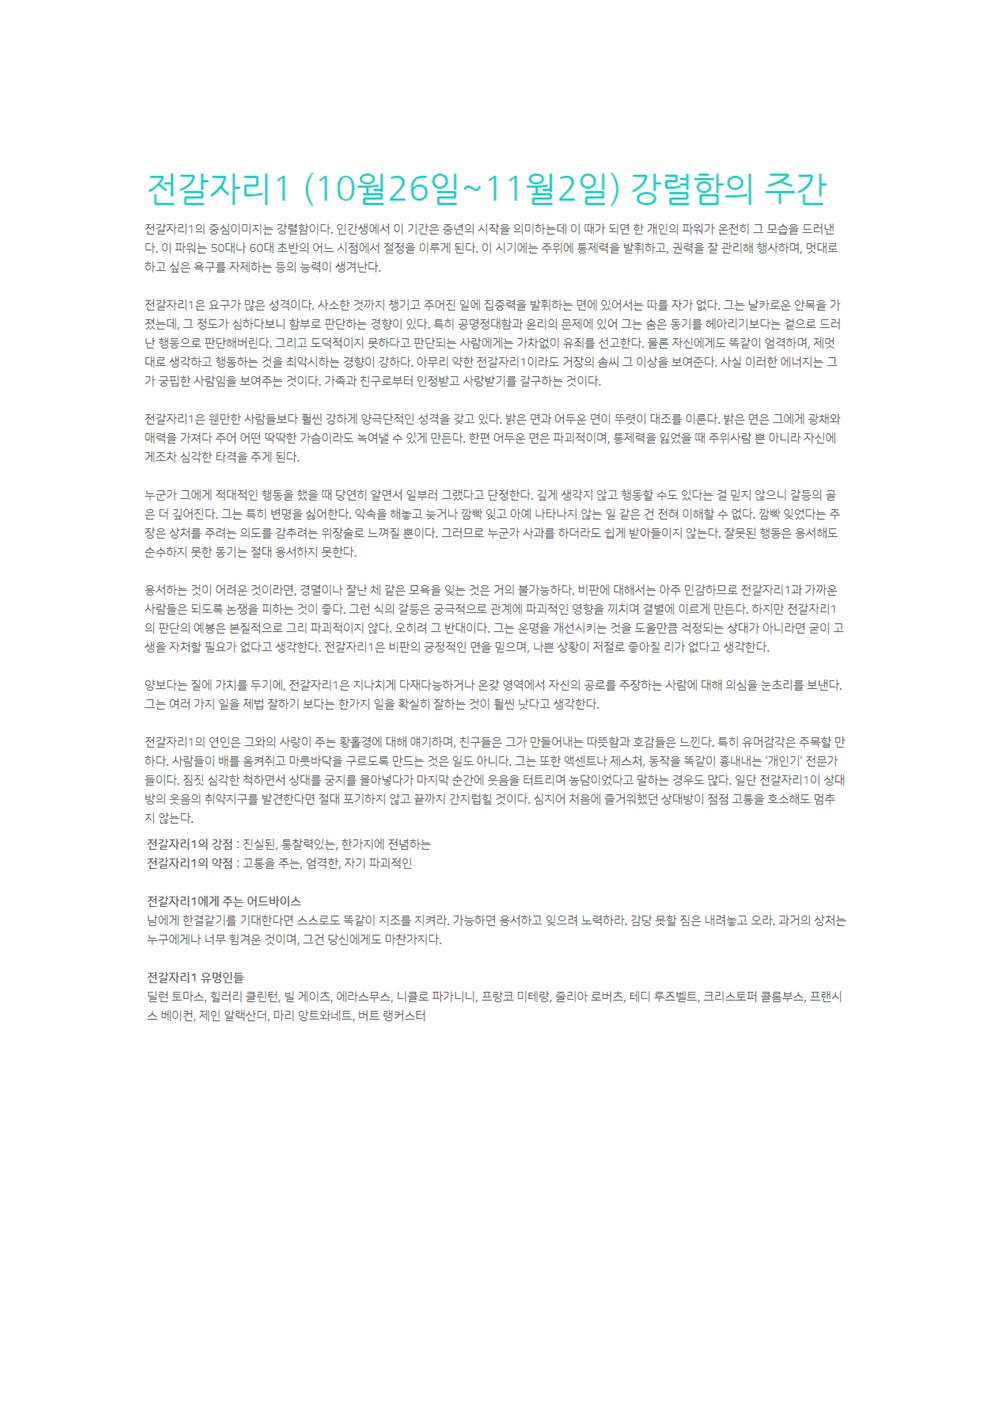 전갈자리1 (10월26일~11월2일) 강렬함의 주간
전갈자리1의 중심이미지는 강렬함이다. 인간생에서 이 기간은 중년의 시작을 의미하는데 이 때가 되면 한 개인의 파워가 온전히 그 모습을 드러낸
다. 이 파워는 50대나 60대 초반의 어느 시점에서 절정을 이루게 된다. 이 시기에는 주위에 통제력을 발휘하고, 권력을 잘 관리해 행사하며, 멋대로
하고 싶은 욕구를 자제하는 등의 능력이 생겨난다.
전갈자리1은 요구가 많은 성격이다. 사소한 것까지 챙기고 주어진 일에 집중력을 발휘하는 면에 있어서는 따를 자가 없다. 그는 날카로운 안목을 가
졌는데, 그 정도가 심하다보니 함부로 판단하는 경향이 있다. 특히 공명정대함과 윤리의 문제에 있어 그는 숨은 동기를 헤아리기보다는 겉으로 드러
난 행동으로 판단해버린다. 그리고 도덕적이지 못하다고 판단되는 사람에게는 가차없이 유죄를 선고한다. 물론 자신에게도 똑같이 엄격하며, 제멋
대로 생각하고 행동하는 것을 최악시하는 경향이 강하다. 아무리 약한 전갈자리1이라도 거장의 솜씨 그 이상을 보여준다. 사실 이러한 에너지는 그
가 궁핍한 사람임을 보여주는 것이다. 가족과 친구로부터 인정받고 사랑받기를 갈구하는 것이다.
전갈자리1은 웬만한 사람들보다 훨씬 강하게 양극단적인 성격을 갖고 있다. 밝은 면과 어두운 면이 뚜렷이 대조를 이룬다. 밝은 면은 그에게 광채와
매력을 가져다 주어 어떤 딱딱한 가슴이라도 녹여낼 수 있게 만든다. 한편 어두운 면은 파괴적이며, 통제력을 잃었을 때 주위사람 뿐 아니라 자신에
게조차 심각한 타격을 주게 된다.
누군가 그에게 적대적인 행동을 했을 때 당연히 알면서 일부러 그랬다고 단정한다. 깊게 생각지 않고 행동할 수도 있다는 걸 믿지 않으니 갈등의 골
은 더 깊어진다. 그는 특히 변명을 싫어한다. 약속을 해놓고 늦거나 깜빡 잊고 아예 나타나지 않는 일 같은 건 전혀 이해할 수 없다. 깜빡 잊었다는 주
장은 상처를 주려는 의도를 감추려는 위장술로 느껴질 뿐이다. 그러므로 누군가 사과를 하더라도 쉽게 받아들이지 않는다. 잘못된 행동은 용서해도
순수하지 못한 동기는 절대 용서하지 못한다.
용서하는 것이 어려운 것이라면, 경멸이나 잘난 체 같은 모욕을 잊는 것은 거의 불가능하다. 비판에 대해서는 아주 민감하므로 전갈자리1과 가까운
사람들은 되도록 논쟁을 피하는 것이 좋다. 그런 식의 갈등은 궁극적으로 관계에 파괴적인 영향을 끼치며 결별에 이르게 만든다. 하지만 전갈자리1
의 판단의 예봉은 본질적으로 그리 파괴적이지 않다. 오히려 그 반대이다. 그는 운명을 개선시키는 것을 도울만큼 걱정되는 상대가 아니라면 굳이 고
생을 자처할 필요가 없다고 생각한다. 전갈자리1은 비판의 긍정적인 면을 믿으며, 나쁜 상황이 저절로 좋아질 리가 없다고 생각한다.
양보다는 질에 가치를 두기에, 전갈자리1은 지나치게 다재다능하거나 온갖 영역에서 자신의 공로를 주장하는 사람에 대해 의심을 눈초리를 보낸다.
그는 여러 가지 일을 제법 잘하기 보다는 한가지 일을 확실히 잘하는 것이 훨씬 낫다고 생각한다.
전갈자리1의 연인은 그와의 사랑이 주는 황홀경에 대해 얘기하며, 친구들은 그가 만들어내는 따뜻함과 호감들은 느낀다. 특히 유머감각은 주목할 만
하다. 사람들이 배를 움켜쥐고 마룻바닥을 구르도록 만드는 것은 일도 아니다. 그는 또한 액센트나 제스처, 동작을 똑같이 흉내내는 ‘개인기’ 전문가
들이다. 짐짓 심각한 척하면서 상대를 궁지를 몰아넣다가 마지막 순간에 웃음을 터트리며 농담이었다고 말하는 경우도 많다. 일단 전갈자리1이 상대
방의 웃음의 취약지구를 발견한다면 절대 포기하지 않고 끝까지 간지럽힐 것이다. 심지어 처음에 즐거워했던 상대방이 점점 고통을 호소해도 멈추
지 않는다.
전갈자리1의 강점 : 진실된, 통찰력있는, 한가지에 전념하는
전갈자리1의 약점 : 고통을 주는, 엄격한, 자기 파괴적인
전갈자리1에게 주는 어드바이스
남에게 한결같기를 기대한다면 스스로도 똑같이 지조를 지켜라. 가능하면 용서하고 잊으려 노력하라. 감당 못할 짐은 내려놓고 오라. 과거의 상처는
누구에게나 너무 힘겨운 것이며, 그건 당신에게도 마찬가지다.
전갈자리1 유명인들
딜런 토마스, 힐러리 클린턴, 빌 게이츠, 에라스무스, 니콜로 파가니니, 프랑코 미테랑, 줄리아 로버츠, 테디 루즈벨트, 크리스토퍼 콜롬부스, 프랜시
스 베이컨, 제인 알랙산더, 마리 앙트와네트, 버트 랭커스터